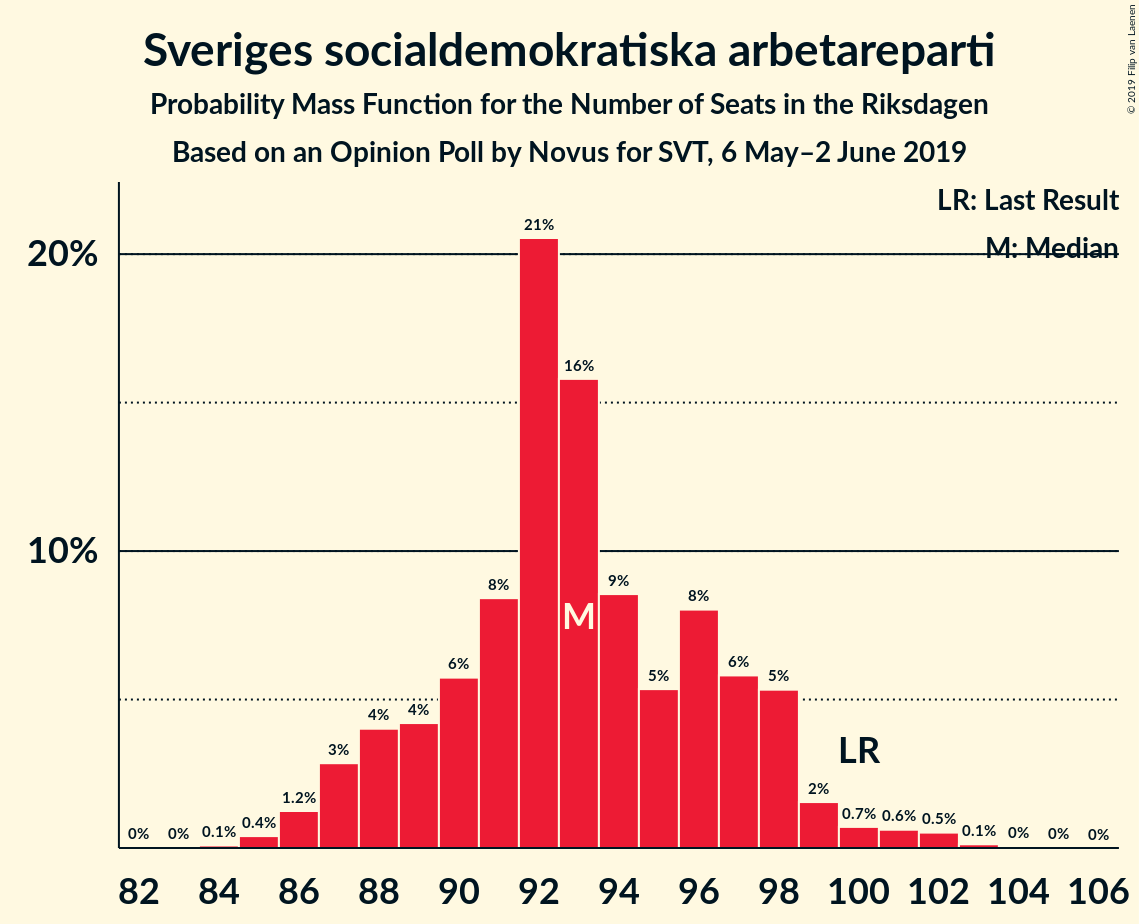 Sveriges socialdemokratiska arbetareparti
Probability Mass Function for the Number of Seats in the Riksdagen
Based on an Opinion Poll by Novus for SVT, 6 May–2 June 2019
© 2019 Filip van Laenen
LR: Last Result
M: Median
20%
10%
0% 0% 0.1% 0.4% 1.2% 3% 4% 4% 6% 8% 21% 16% 9% 5% 8% 6% 5% 2% 0.7% 0.6% 0.5% 0.1% 0% 0% 0%
M
LR
82 84 86 88 90 92 94 96 98 100 102 104 106